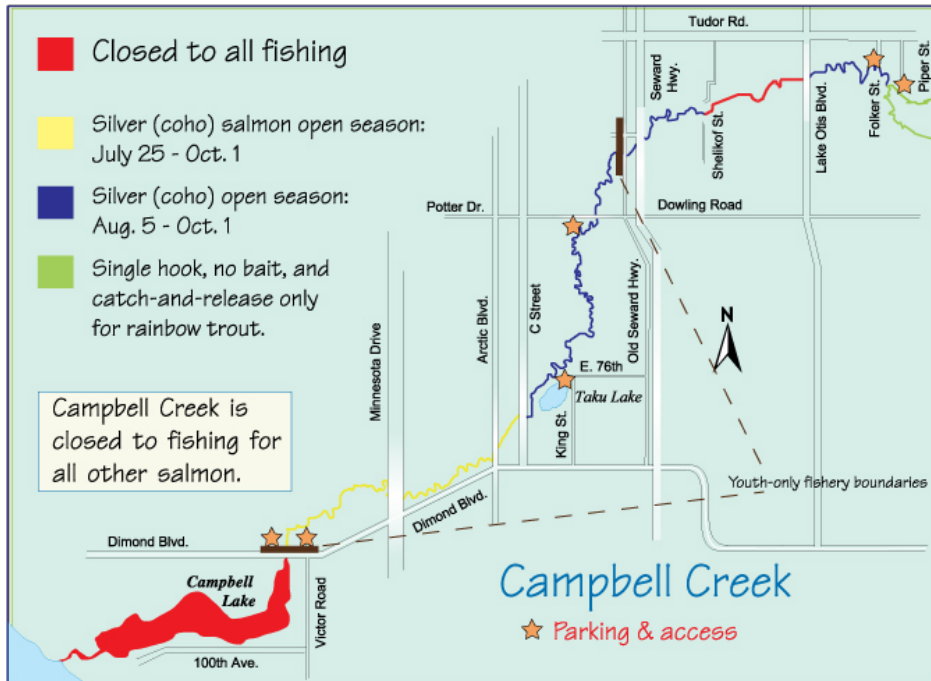 Closed to all fishing
Silver (coho) salmon open season:
July 25 - Oct. 1
Silver (coho) open season:
Aug. 5 - Oct. 1
Single hook, no bait, and
catch-and-release only
for rainbow trout.
Campbell Creek is
closed to fishing for
all other salmon.
Tudor Rd.
Seward
Hwy.
Shelikof St.
Lake Otis Blvd.
Folker St.
Piper St.
Potter Dr.
Dowling Road
Minnesota Drive
Arctic Blvd.
C Street
Old Seward Hwy.
N
E. 76th
Taku Lake
King St.
Youth-only fishery boundaries
Dimond Blvd.
Dimond Blvd.
Campbell
Lake
Victor Road
100th Ave.
Campbell Creek
Parking & access